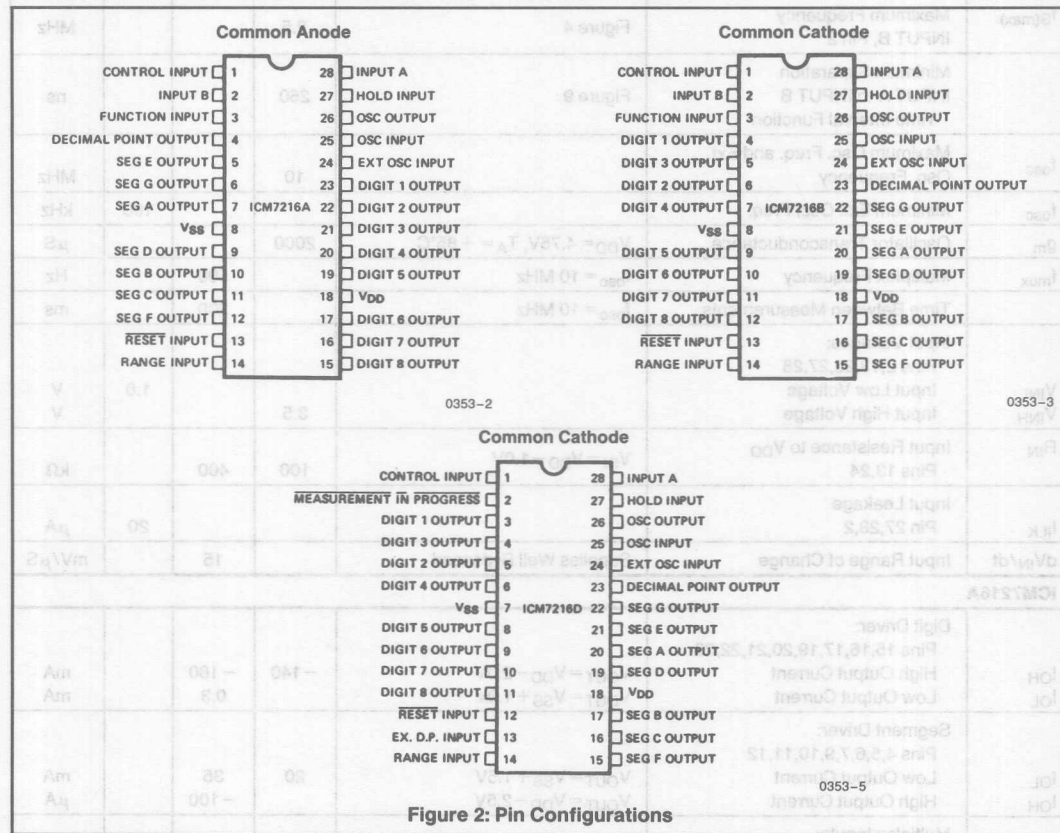 Common Anode
CONTROL INPUT 1 28 INPUT A
INPUT B 2 27 HOLD INPUT
FUNCTION INPUT 3 26 OSC OUTPUT
DECIMAL POINT OUTPUT 4 25 OSC INPUT
SEG E OUTPUT 5 24 EXT OSC INPUT
SEG G OUTPUT 6 23 DIGIT 1 OUTPUT
SEG A OUTPUT 7 ICM7216A 22 DIGIT 2 OUTPUT
VSS 8 21 DIGIT 3 OUTPUT
SEG D OUTPUT 9 20 DIGIT 4 OUTPUT
SEG B OUTPUT 10 19 DIGIT 5 OUTPUT
SEG C OUTPUT 11 18 VDD
SEG F OUTPUT 12 17 DIGIT 6 OUTPUT
RESET INPUT 13 16 DIGIT 7 OUTPUT
RANGE INPUT 14 15 DIGIT 8 OUTPUT
0353-2
Common Cathode
CONTROL INPUT 1 28 INPUT A
INPUT B 2 27 HOLD INPUT
FUNCTION INPUT 3 26 OSC OUTPUT
DIGIT 1 OUTPUT 4 25 OSC INPUT
DIGIT 3 OUTPUT 5 24 EXT OSC INPUT
DIGIT 2 OUTPUT 6 23 DECIMAL POINT OUTPUT
DIGIT 4 OUTPUT 7 ICM7216B 22 SEG G OUTPUT
VSS 8 21 SEG E OUTPUT
DIGIT 5 OUTPUT 9 20 SEG A OUTPUT
DIGIT 6 OUTPUT 10 19 SEG D OUTPUT
DIGIT 7 OUTPUT 11 18 VDD
DIGIT 8 OUTPUT 12 17 SEG B OUTPUT
RESET INPUT 13 16 SEG C OUTPUT
RANGE INPUT 14 15 SEG F OUTPUT
0353-3
Common Cathode
CONTROL INPUT 1 28 INPUT A
MEASUREMENT IN PROGRESS 2 27 HOLD INPUT
DIGIT 1 OUTPUT 3 26 OSC OUTPUT
DIGIT 3 OUTPUT 4 25 OSC INPUT
DIGIT 2 OUTPUT 5 24 EXT OSC INPUT
DIGIT 4 OUTPUT 6 23 DECIMAL POINT OUTPUT
VSS 7 ICM7216D 22 SEG G OUTPUT
DIGIT 5 OUTPUT 8 21 SEG E OUTPUT
DIGIT 6 OUTPUT 9 20 SEG A OUTPUT
DIGIT 7 OUTPUT 10 19 SEG D OUTPUT
DIGIT 8 OUTPUT 11 18 VDD
RESET INPUT 12 17 SEG B OUTPUT
EX. D.P. INPUT 13 16 SEG C OUTPUT
RANGE INPUT 14 15 SEG F OUTPUT
0353-5
Figure 2: Pin Configurations